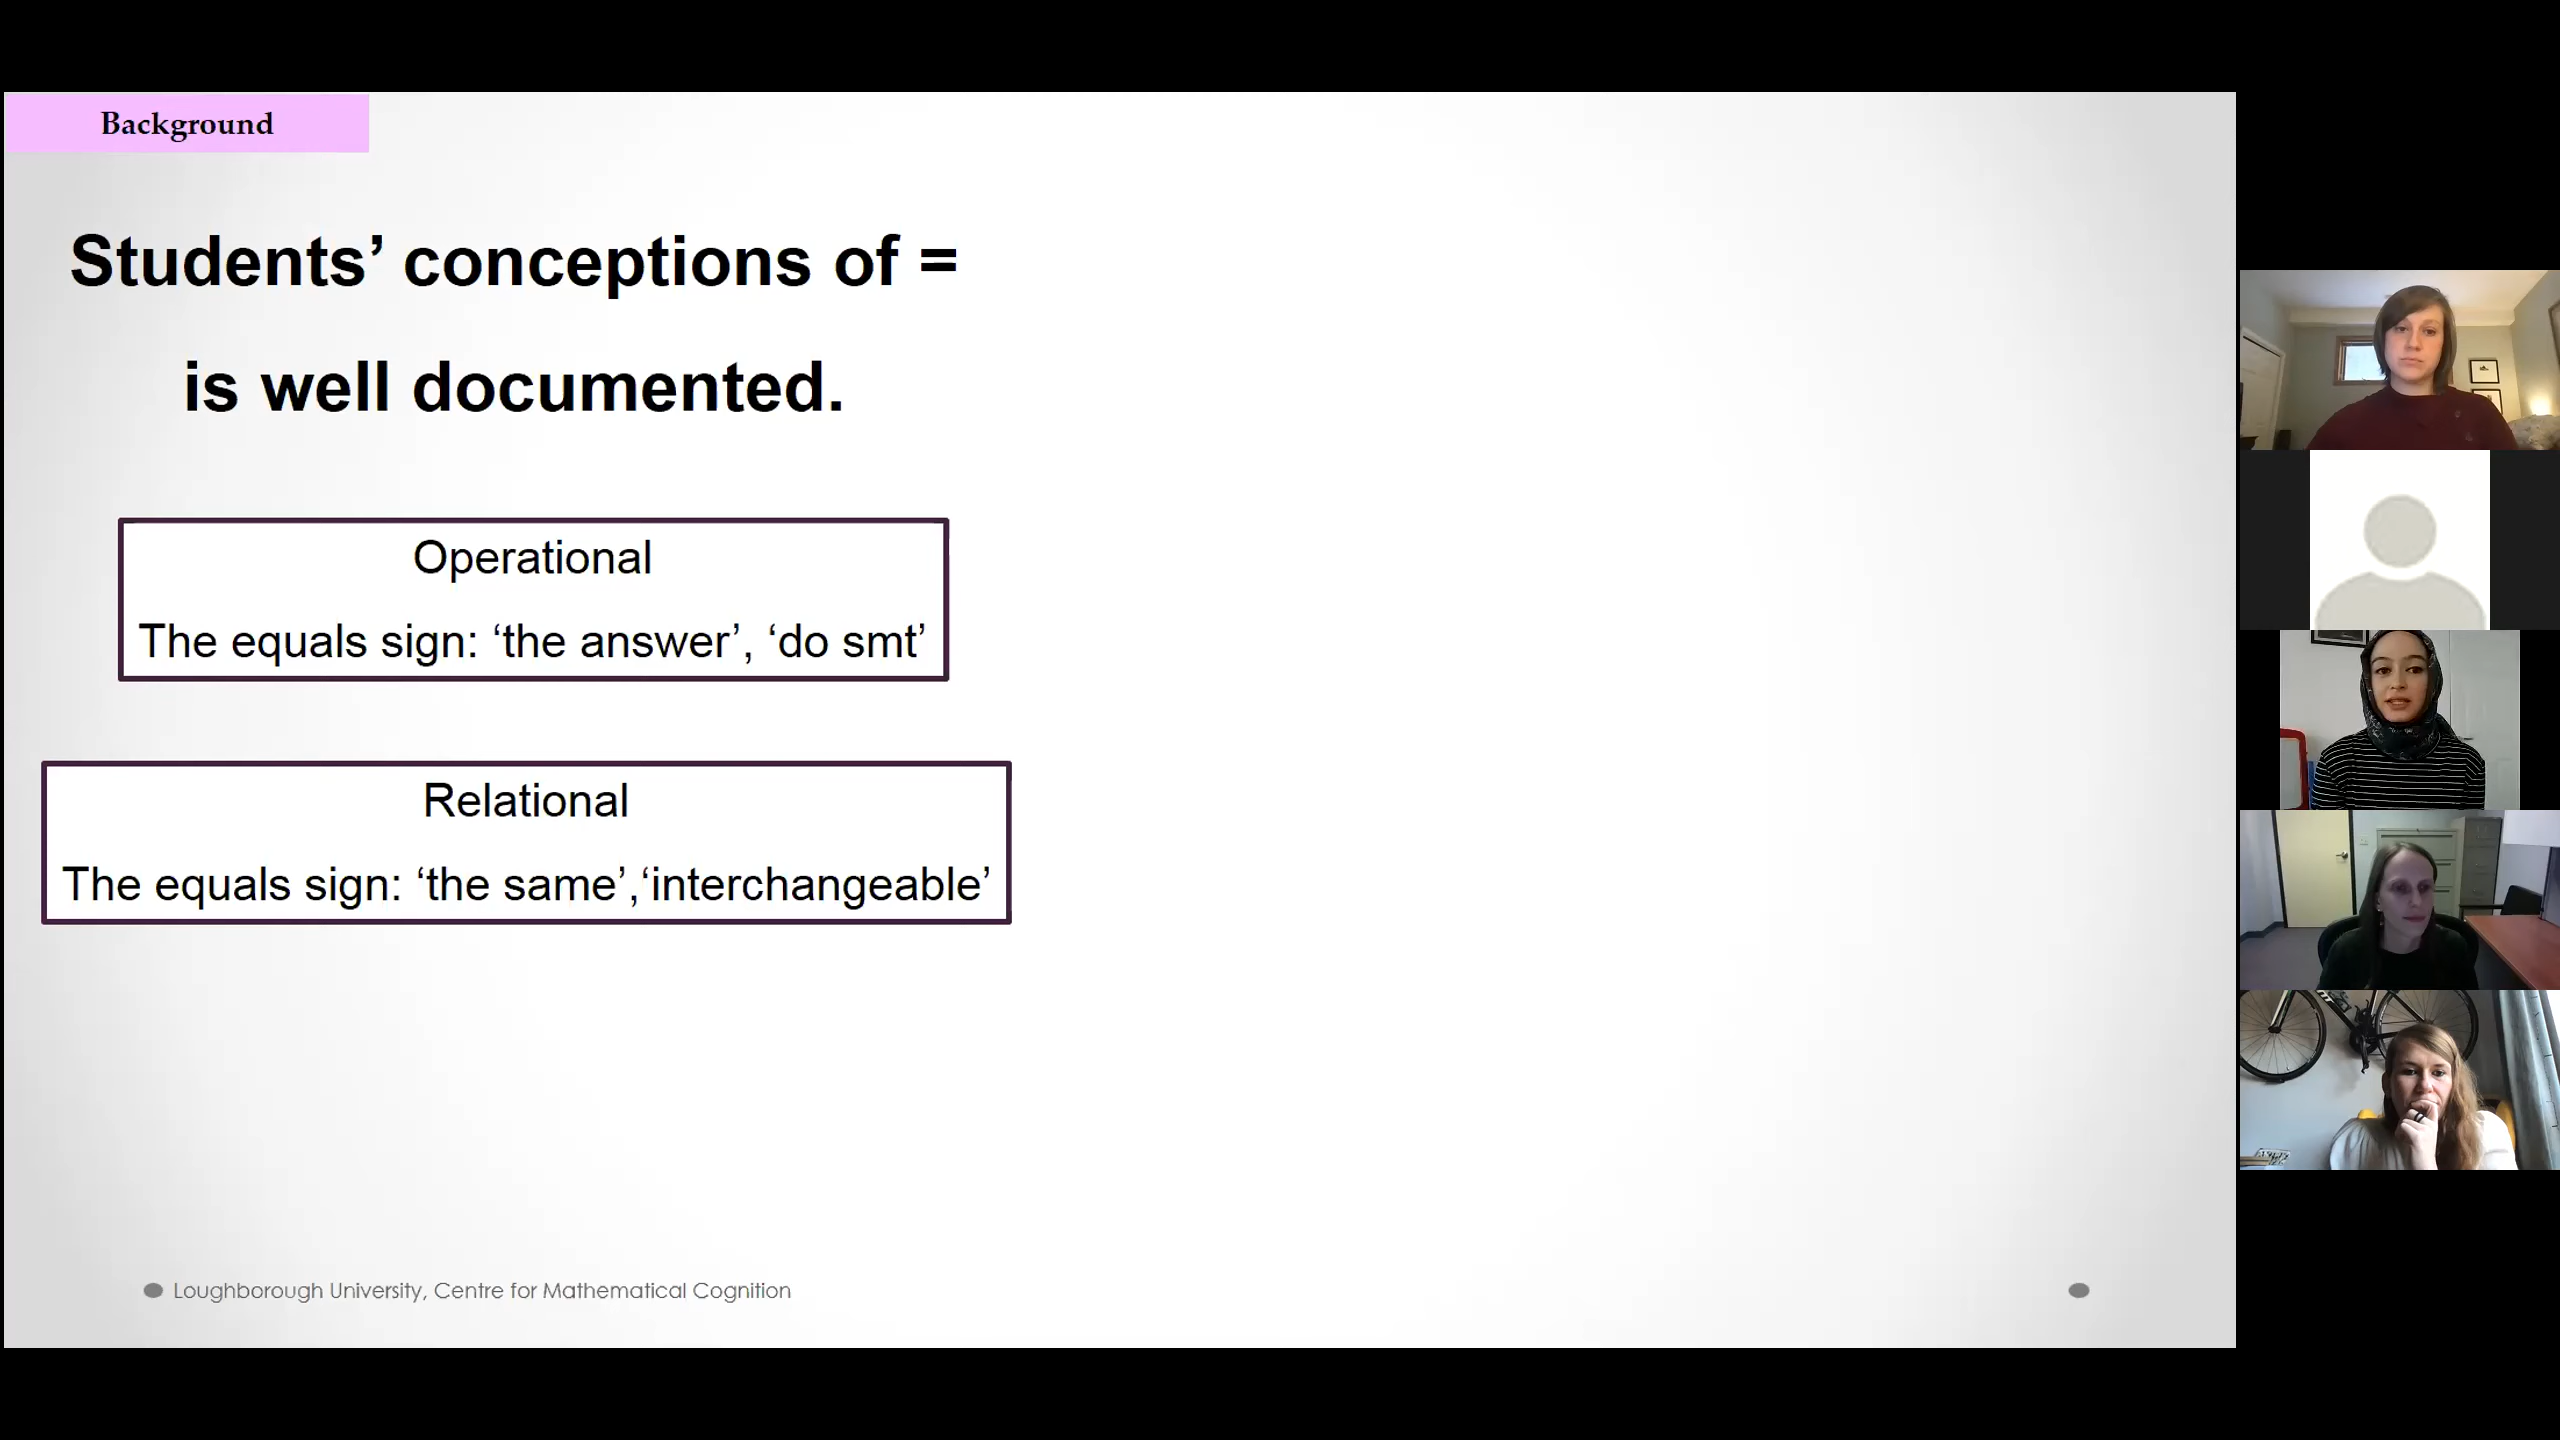 Background
Students’ conceptions of =
is well documented.
Operational
The equals sign: ‘the answer’, ‘do smt’
Relational
The equals sign: ‘the same’,‘interchangeable’
Loughborough University, Centre for Mathematical Cognition